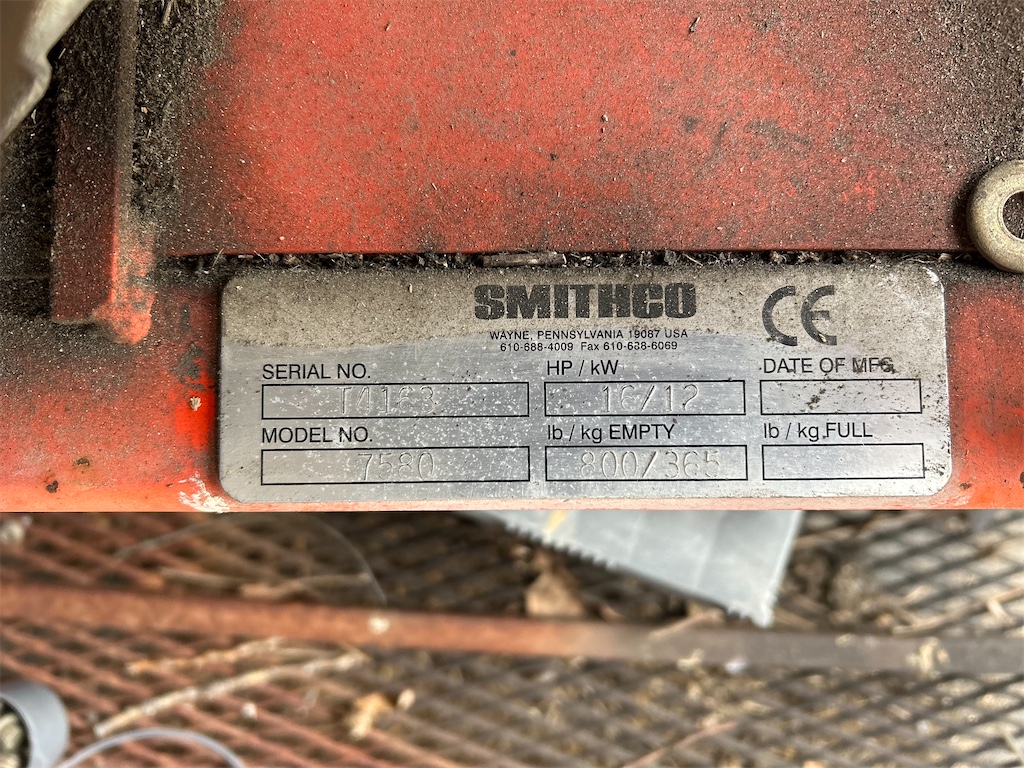 SMITHCO
CE
WAYNE, PENNSYLVANIA 19087 USA
610-688-4009 Fax 610-688-6069
SERIAL NO. HP / kW DATE OF MFG.
T4163 16/12
MODEL NO. lb / kg EMPTY lb / kg FULL
7580 800/365